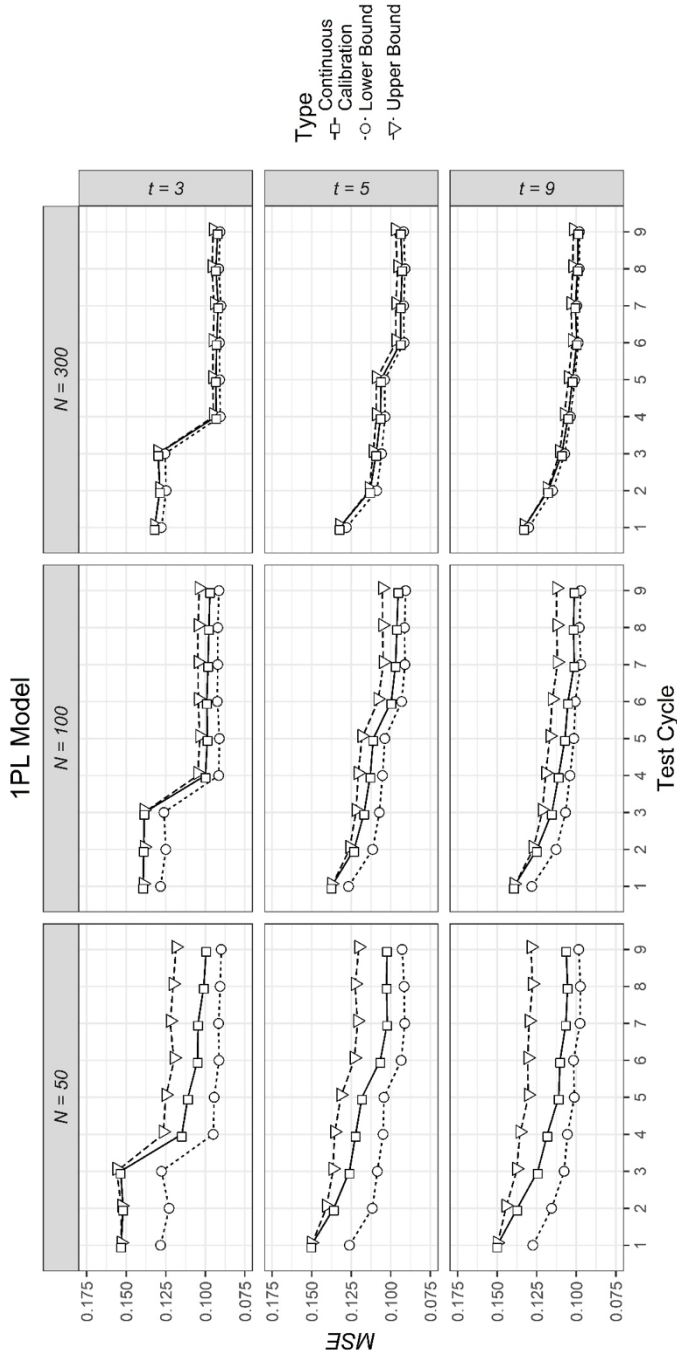 1PL Model
N = 50
N = 100
N = 300
t = 3
t = 5
t = 9
0.175
0.150
0.125
0.100
0.075
0.175
0.150
0.125
0.100
0.075
0.175
0.150
0.125
0.100
0.075
MSE
1 2 3 4 5 6 7 8 9
1 2 3 4 5 6 7 8 9
1 2 3 4 5 6 7 8 9
Test Cycle
Type
Continuous
Calibration
Lower Bound
Upper Bound